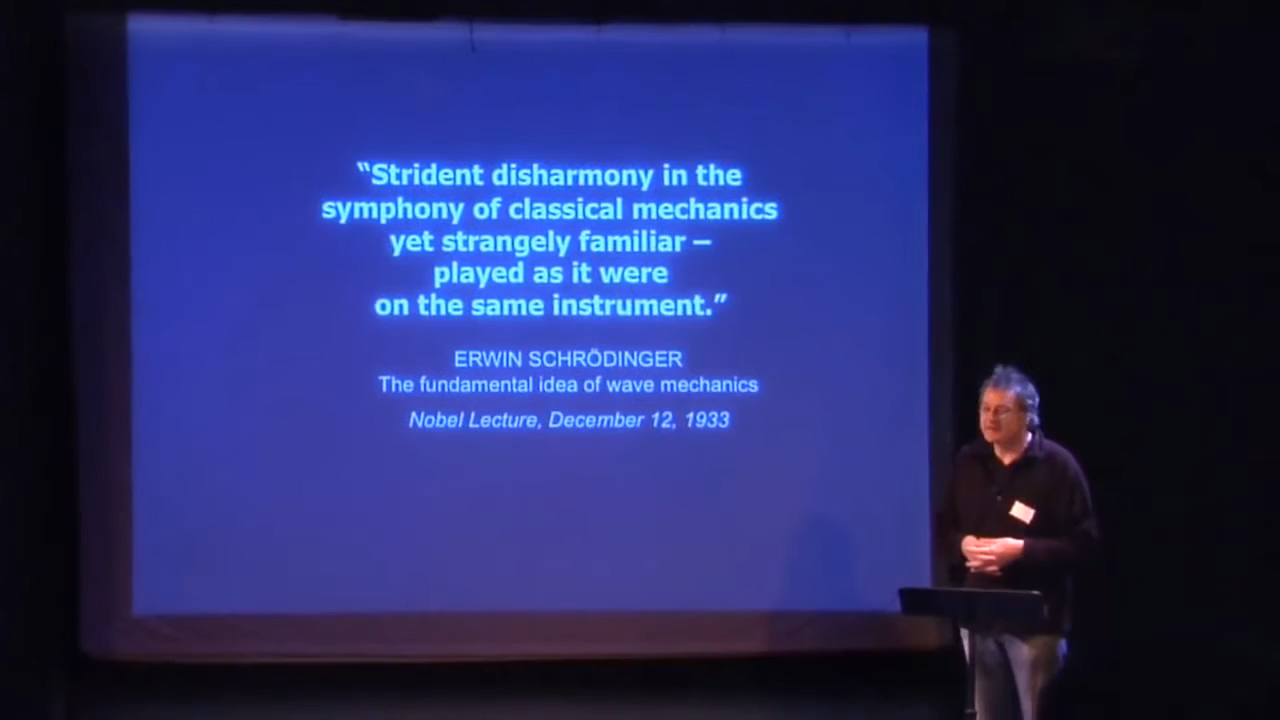 “Strident disharmony in the
symphony of classical mechanics
yet strangely familiar –
played as it were
on the same instrument.”
ERWIN SCHRÖDINGER
The fundamental idea of wave mechanics
Nobel Lecture, December 12, 1933